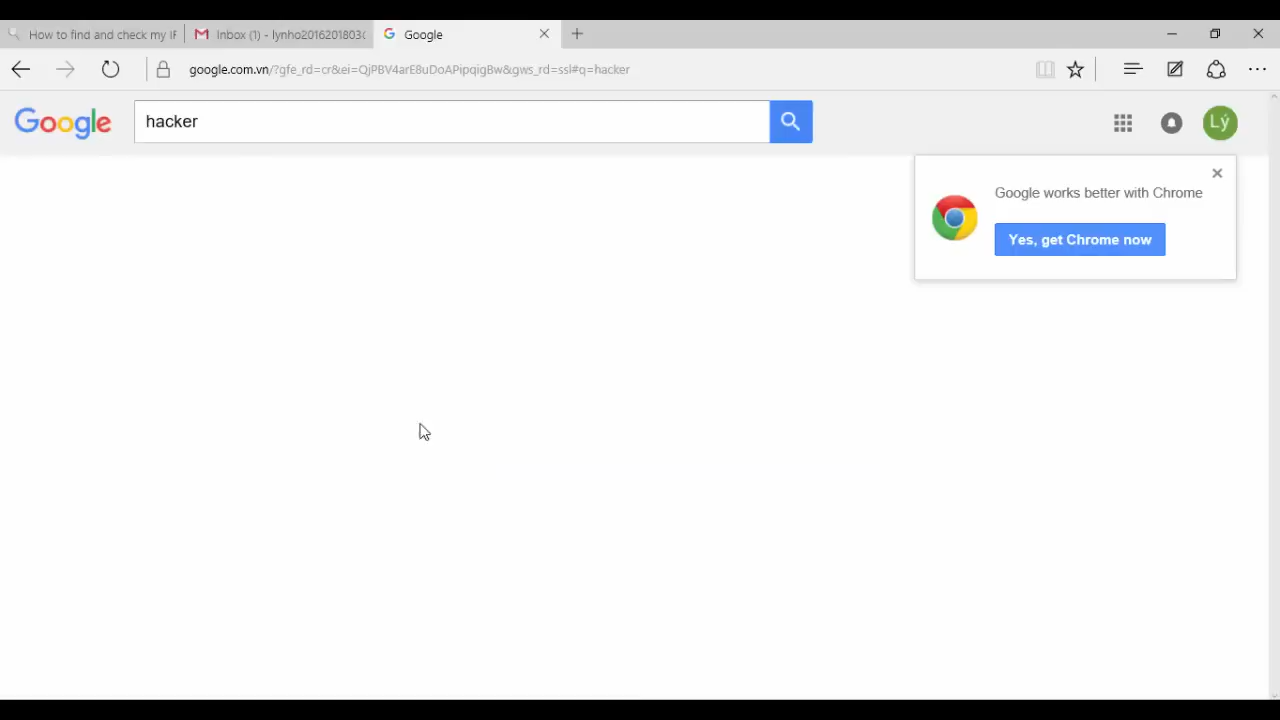 How to find and check my IP
Inbox (1) - lynho2016201803
Google
google.com.vn/?gfe_rd=cr&ei=QjPBV4arE8uDoAPipqigBw&gws_rd=ssl#q=hacker
Google
hacker
Lý
Google works better with Chrome
Yes, get Chrome now